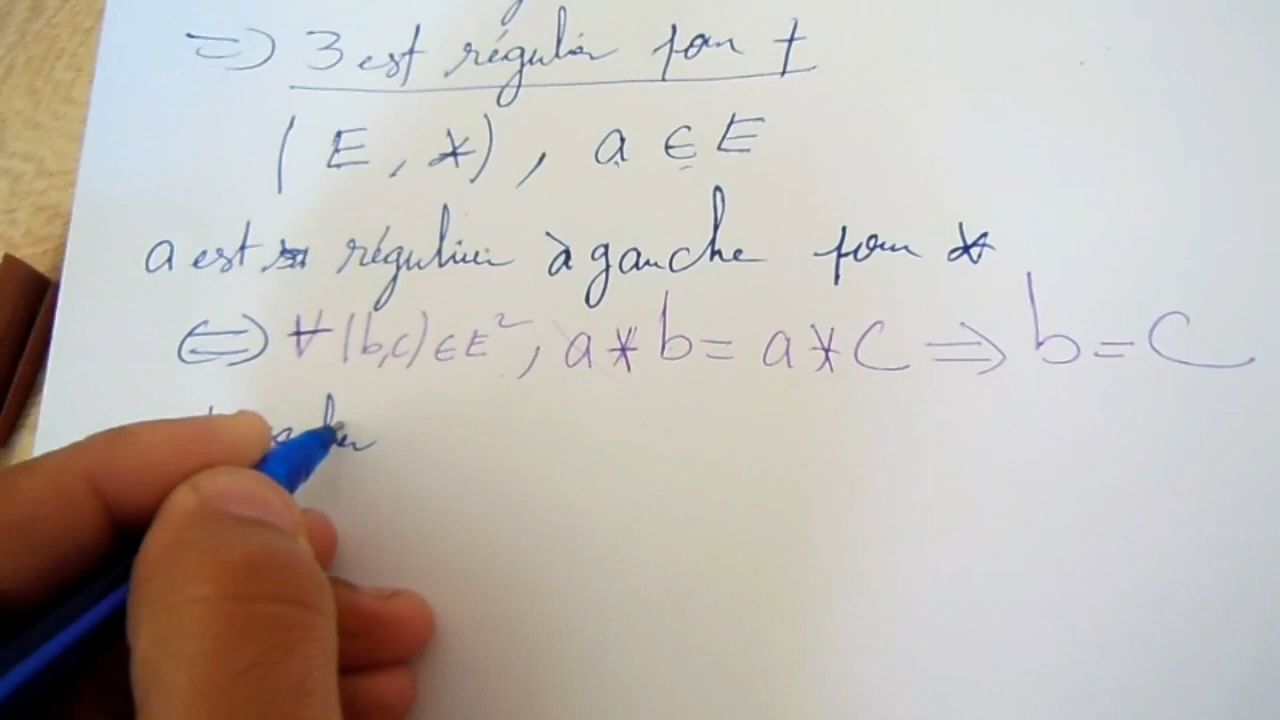 => 3 est régulier pour +
(E, *), a ∈ E
a est régulier à gauche pour *
<=> ∀(b,c) ∈ E², a * b = a * c => b = c